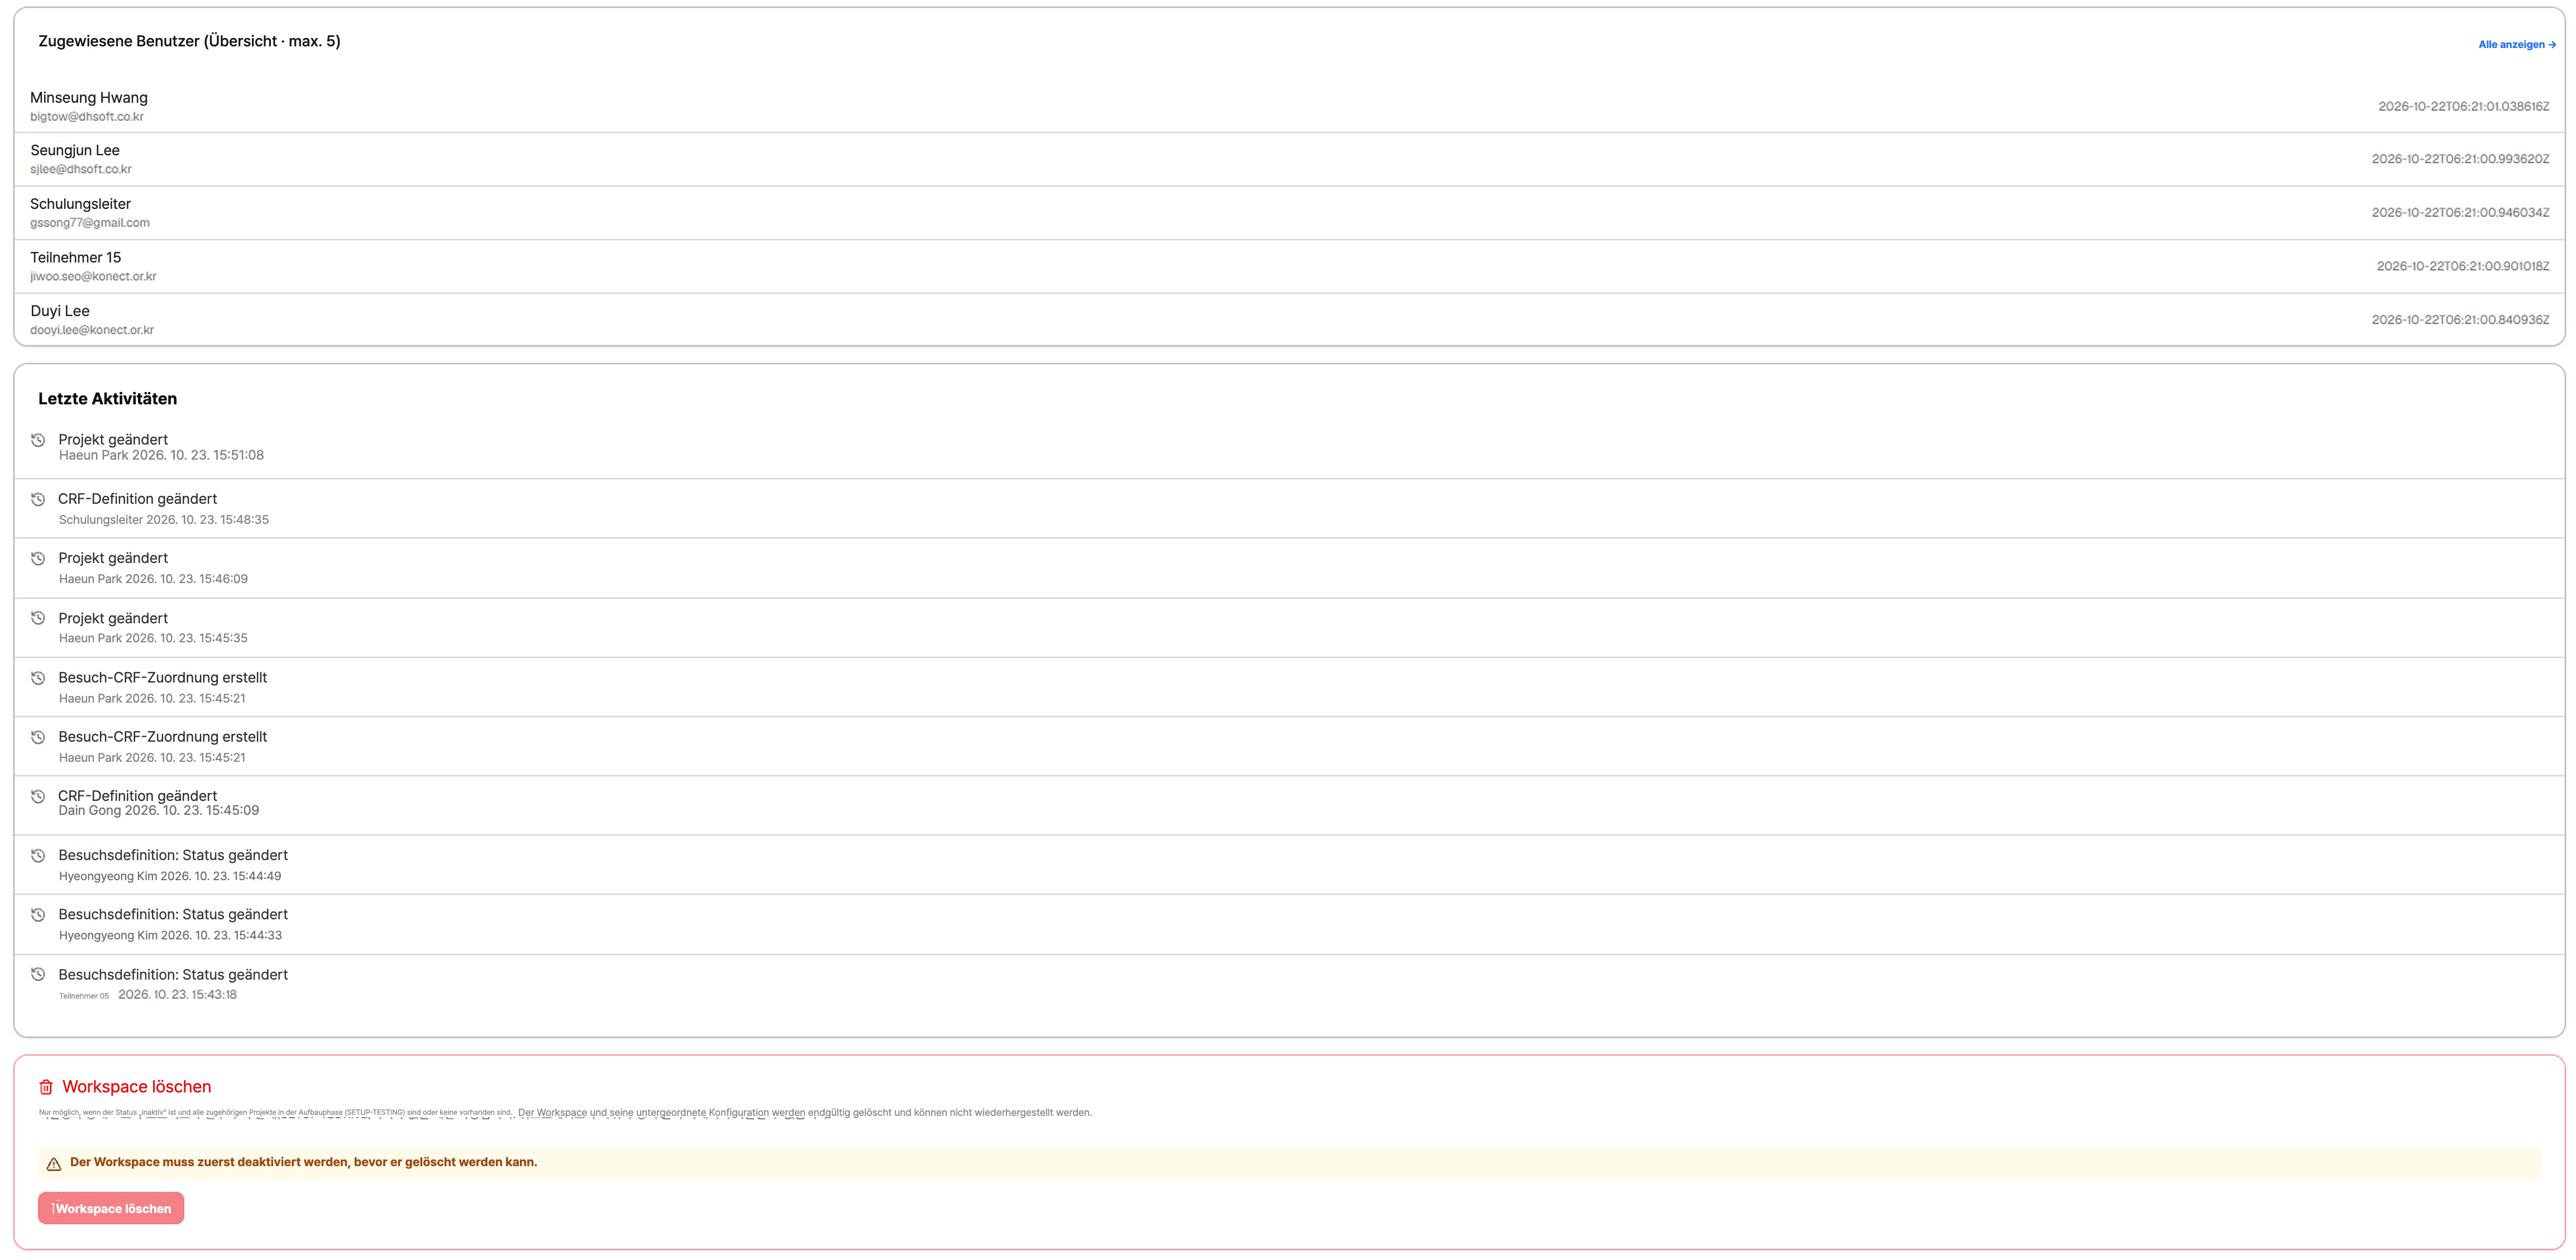 Zugewiesene Benutzer (Übersicht · max. 5)
Alle anzeigen →
Minseung Hwang
bigtow@dhsoft.co.kr
2026-10-22T06:21:01.038616Z
Seungjun Lee
sjlee@dhsoft.co.kr
2026-10-22T06:21:00.993620Z
Schulungsleiter
gssong77@gmail.com
2026-10-22T06:21:00.946034Z
Teilnehmer 15
jiwoo.seo@konect.or.kr
2026-10-22T06:21:00.901018Z
Duyi Lee
dooyi.lee@konect.or.kr
2026-10-22T06:21:00.840936Z
Letzte Aktivitäten
Projekt geändert
Haeun Park 2026. 10. 23. 15:51:08
CRF-Definition geändert
Schulungsleiter 2026. 10. 23. 15:48:35
Projekt geändert
Haeun Park 2026. 10. 23. 15:46:09
Projekt geändert
Haeun Park 2026. 10. 23. 15:45:35
Besuch-CRF-Zuordnung erstellt
Haeun Park 2026. 10. 23. 15:45:21
Besuch-CRF-Zuordnung erstellt
Haeun Park 2026. 10. 23. 15:45:21
CRF-Definition geändert
Dain Gong 2026. 10. 23. 15:45:09
Besuchsdefinition: Status geändert
Hyeongyeong Kim 2026. 10. 23. 15:44:49
Besuchsdefinition: Status geändert
Hyeongyeong Kim 2026. 10. 23. 15:44:33
Besuchsdefinition: Status geändert
Teilnehmer 05 2026. 10. 23. 15:43:18
Workspace löschen
Nur möglich, wenn der Status „inaktiv“ ist und alle zugehörigen Projekte in der Aufbauphase (SETUP-TESTING) sind oder keine vorhanden sind. Der Workspace und seine untergeordnete Konfiguration werden endgültig gelöscht und können nicht wiederhergestellt werden.
Der Workspace muss zuerst deaktiviert werden, bevor er gelöscht werden kann.
Workspace löschen